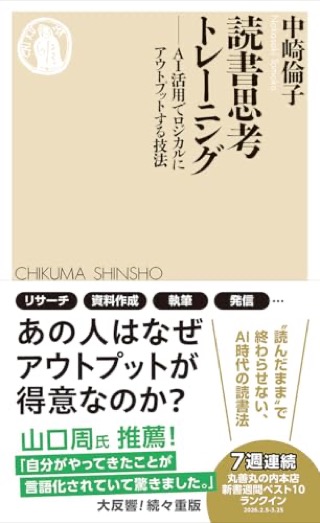 中崎倫子
読書思考
トレーニング
──AI活用でロジカルに
アウトプットする技法
CHIKUMA SHINSHO
リサーチ 資料作成 執筆 発信 …
あの人はなぜ
アウトプットが
得意なのか?
山口周氏 推薦!
「自分がやってきたことが
言語化されていて驚きました。」
大反響!続々重版
“読んだまま”で
終わらせない、
AI時代の読書法
7週連続
丸善丸の内本店
新書週間ベスト10
ランクイン
2026.2.5-3.25